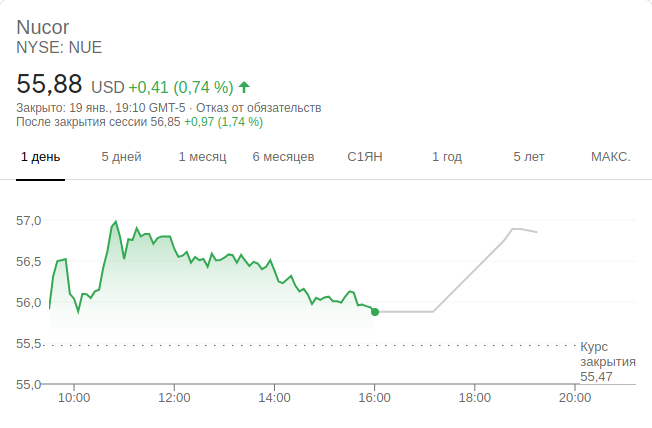 Nucor
NYSE: NUE
55,88 USD +0,41 (0,74 %)
Закрыто: 19 янв., 19:10 GMT-5 · Отказ от обязательств
После закрытия сессии 56,85 +0,97 (1,74 %)
1 день 5 дней 1 месяц 6 месяцев С1ЯН 1 год 5 лет МАКС.
57,0
56,5
56,0
55,5
Курс
закрытия
55,47
55,0
10:00 12:00 14:00 16:00 18:00 20:00